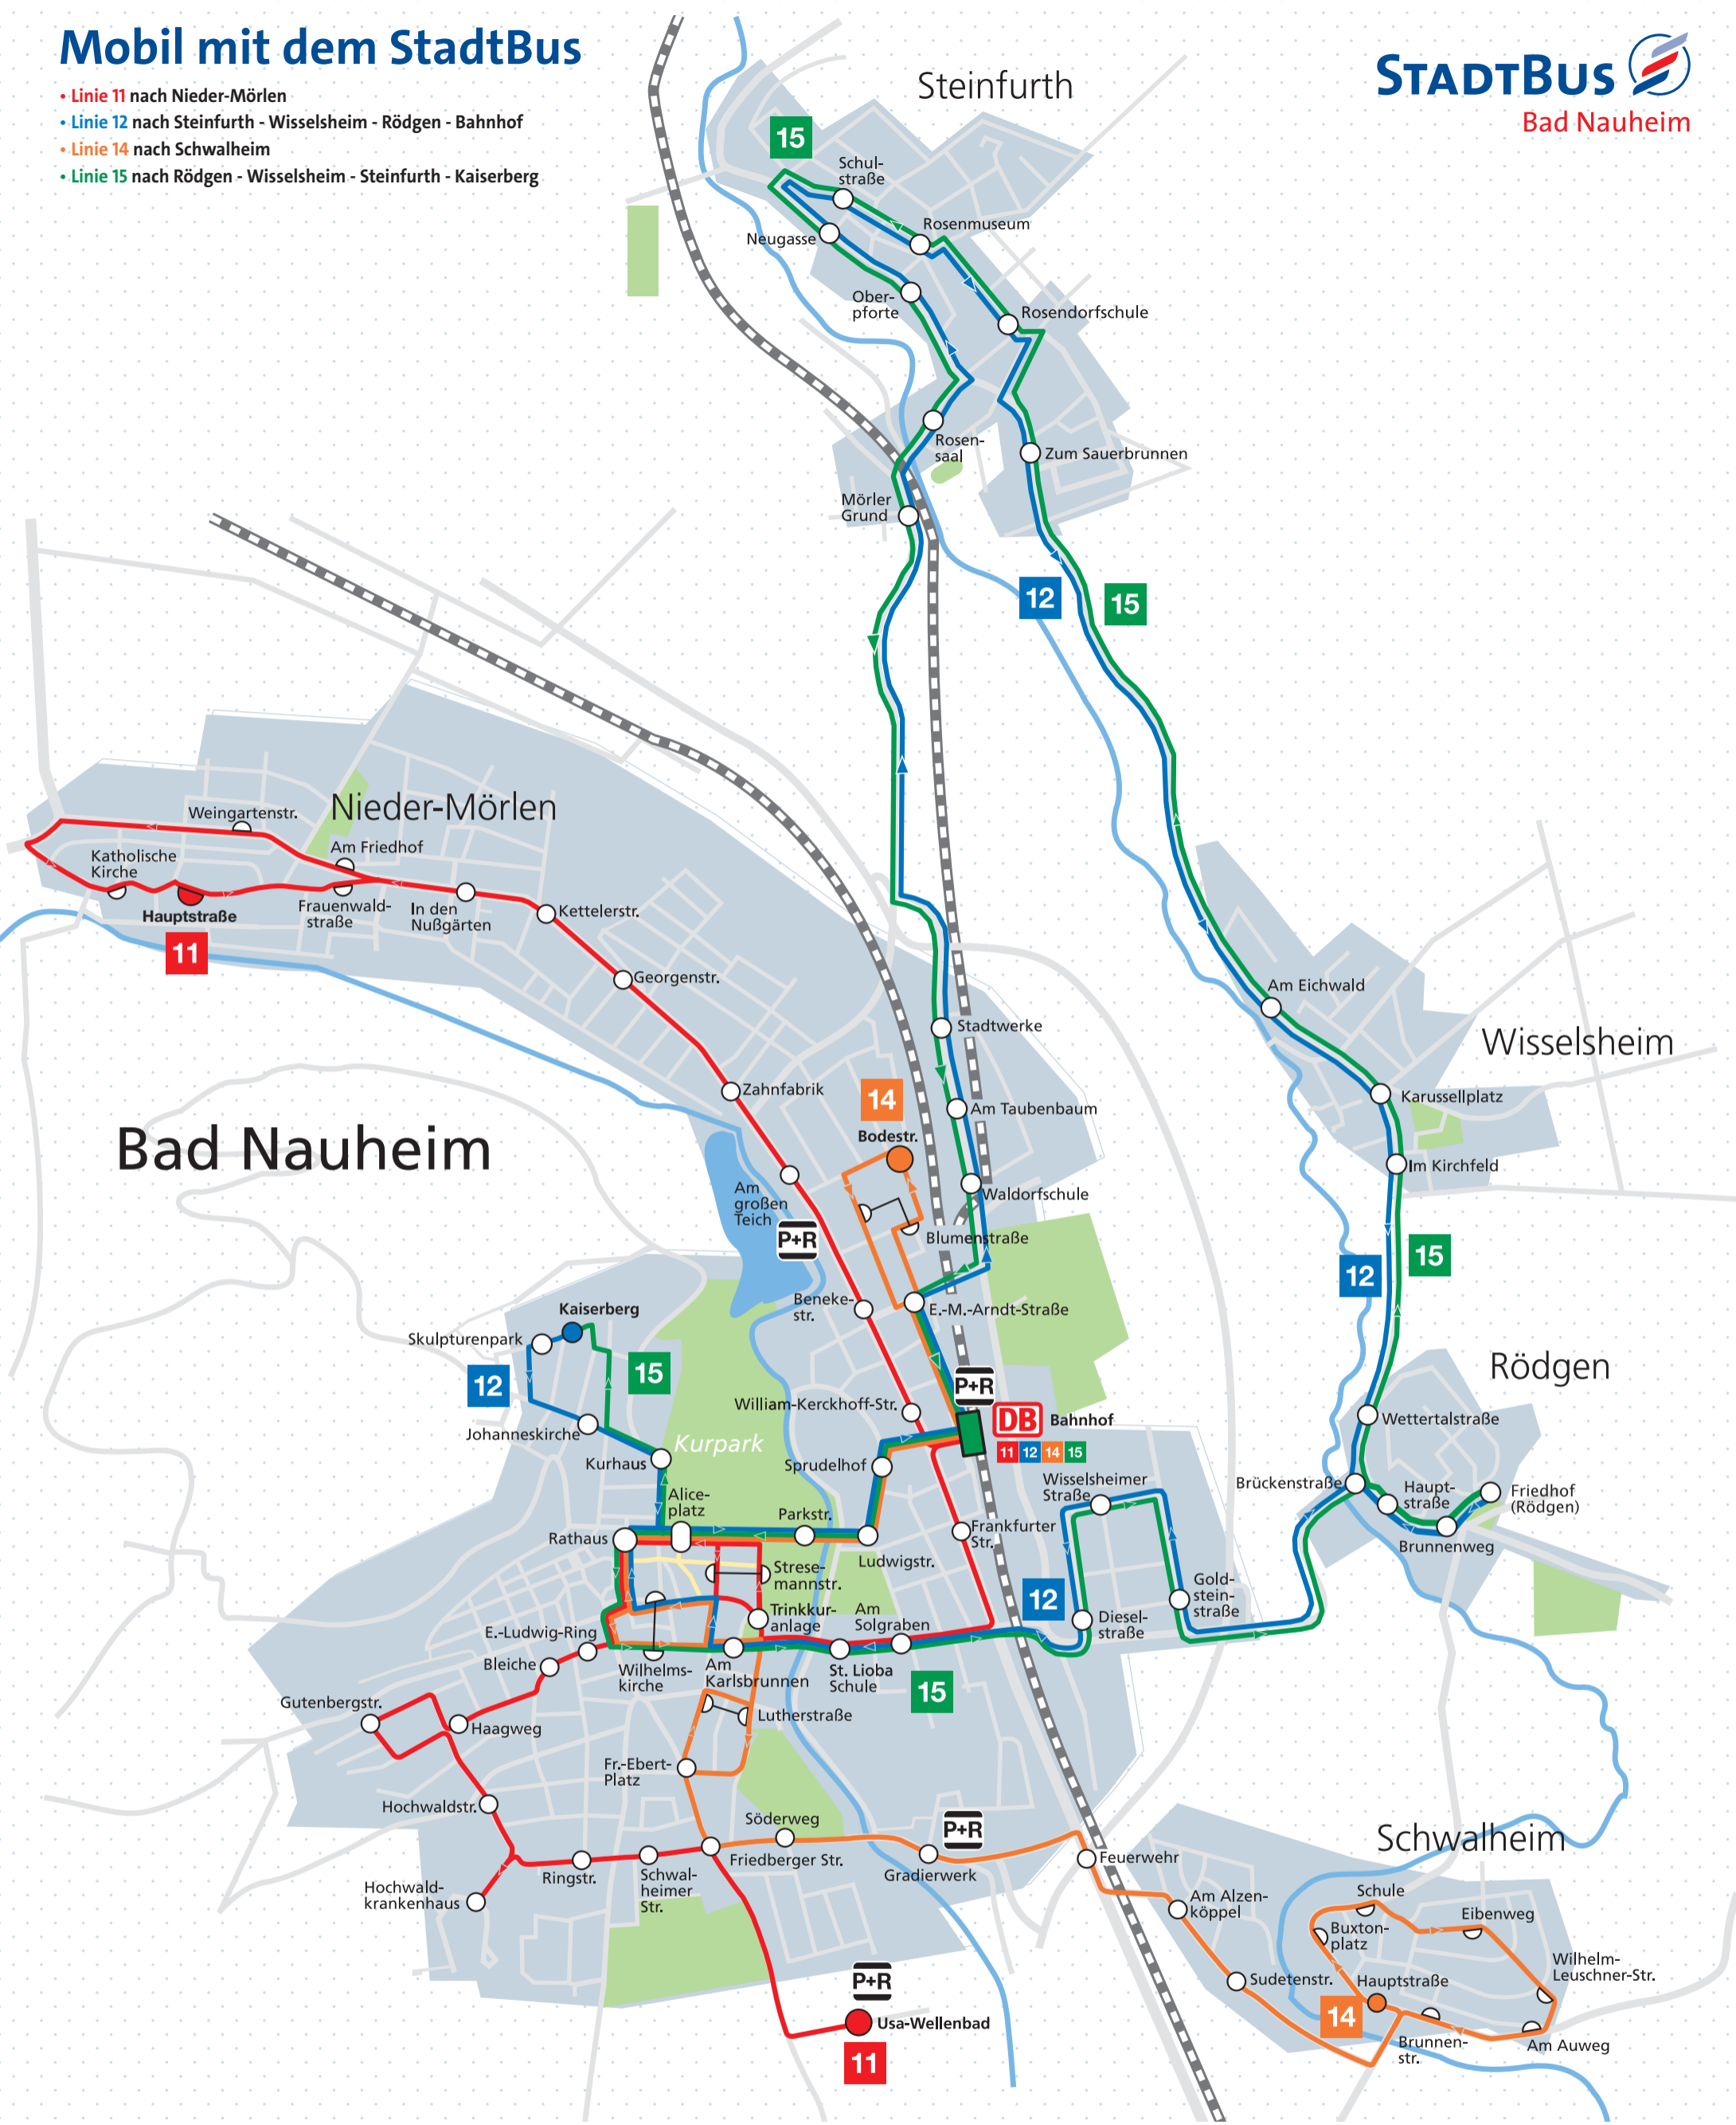 Mobil mit dem StadtBus
• Linie 11 nach Nieder-Mörlen
• Linie 12 nach Steinfurth - Wisselsheim - Rödgen - Bahnhof
• Linie 14 nach Schwalheim
• Linie 15 nach Rödgen - Wisselsheim - Steinfurth - Kaiserberg
STADTBUS
Bad Nauheim
Steinfurth
15
Schul-
straße
Rosenmuseum
Neugasse
Ober-
pforte
Rosendorfschule
Rosen-
saal
Zum Sauerbrunnen
Mörler
Grund
12
15
Nieder-Mörlen
Weingartenstr.
Am Friedhof
Katholische
Kirche
Hauptstraße
11
Frauenwald-
straße
In den
Nußgärten
Kettelerstr.
Georgenstr.
Zahnfabrik
Bad Nauheim
Am
großen
Teich
P+R
14
Bodestr.
Blumenstraße
Stadtwerke
Am Taubenbaum
Waldorfschule
E.-M.-Arndt-Straße
Am Eichwald
Wisselsheim
Karussellplatz
Im Kirchfeld
12
15
Rödgen
Wettertalstraße
Brückenstraße
Haupt-
straße
Friedhof
(Rödgen)
Brunnenweg
Beneke-
str.
Kaiserberg
Skulpturenpark
12
15
Johanneskirche
Kurhaus
Kurpark
William-Kerckhoff-Str.
P+R
DB
Bahnhof
11 12 14 15
Sprudelhof
Wisselsheimer
Straße
Alice-
platz
Parkstr.
Rathaus
Ludwigstr.
Frankfurter
Str.
Strese-
mannstr.
Trinkkur-
anlage
Am
Solgraben
12
Diesel-
straße
Gold-
stein-
straße
E.-Ludwig-Ring
Bleiche
Wilhelms-
kirche
Am
Karlsbrunnen
St. Lioba
Schule
15
Gutenbergstr.
Haagweg
Lutherstraße
Fr.-Ebert-
Platz
Hochwaldstr.
Söderweg
P+R
Friedberger Str.
Gradierwerk
Feuerwehr
Ringstr.
Schwal-
heimer
Str.
Hochwald-
krankenhaus
Schwalheim
Am Alzen-
köppel
Schule
Buxton-
platz
Eibenweg
Wilhelm-
Leuschner-Str.
Sudetenstr.
Hauptstraße
14
Brunnen-
str.
Am Auweg
P+R
Usa-Wellenbad
11